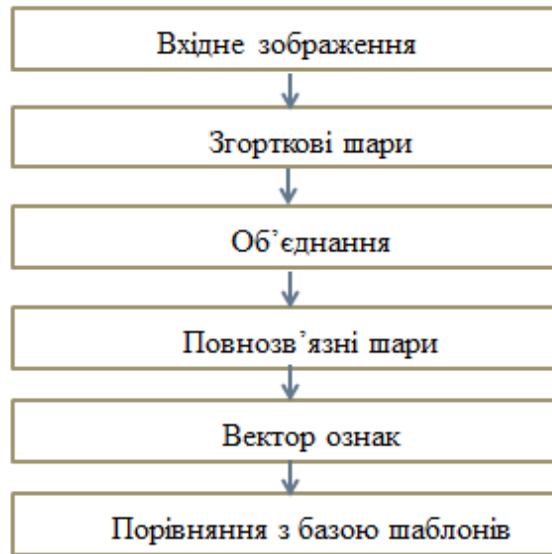 Вхідне зображення
Згорткові шари
Об’єднання
Повнозв’язні шари
Вектор ознак
Порівняння з базою шаблонів